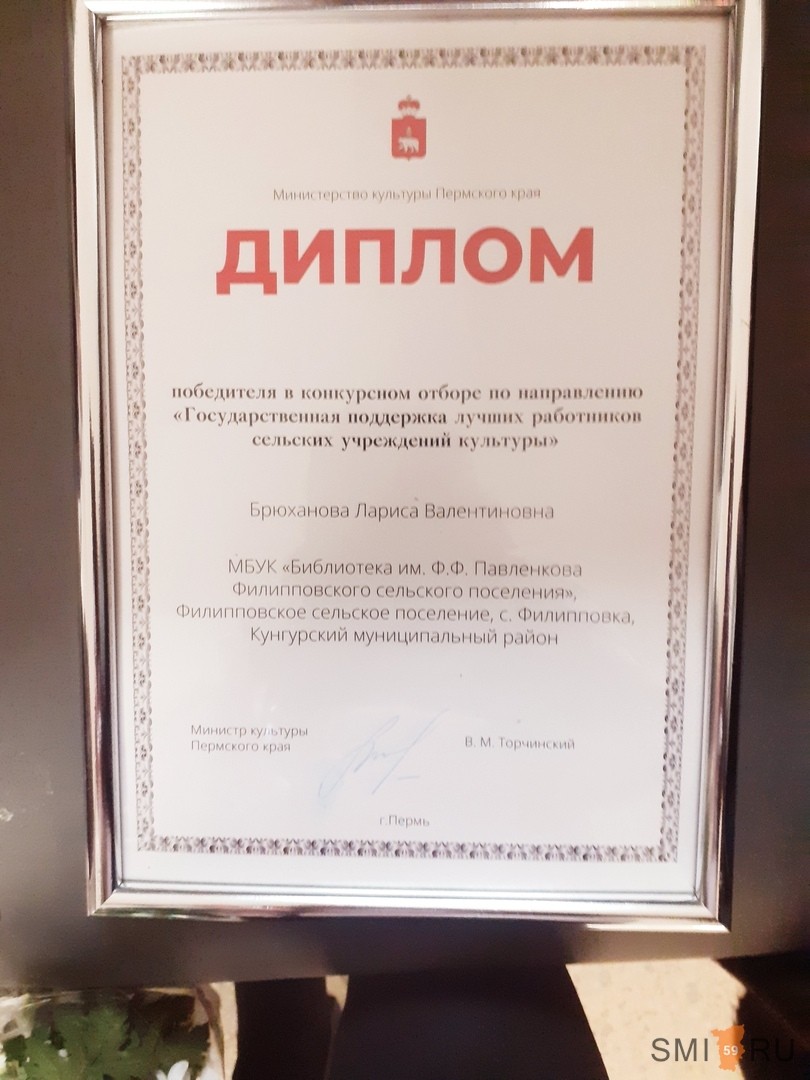 Министерство культуры Пермского края
ДИПЛОМ
победителя в конкурсном отборе по направлению
«Государственная поддержка лучших работников
сельских учреждений культуры»
Брюханова Лариса Валентиновна
МБУК «Библиотека им. Ф.Ф. Павленкова
Филипповского сельского поселения»,
Филипповское сельское поселение, с. Филипповка,
Кунгурский муниципальный район
Министр культуры
Пермского края
В. М. Торчинский
г.Пермь
SMI 59 RU